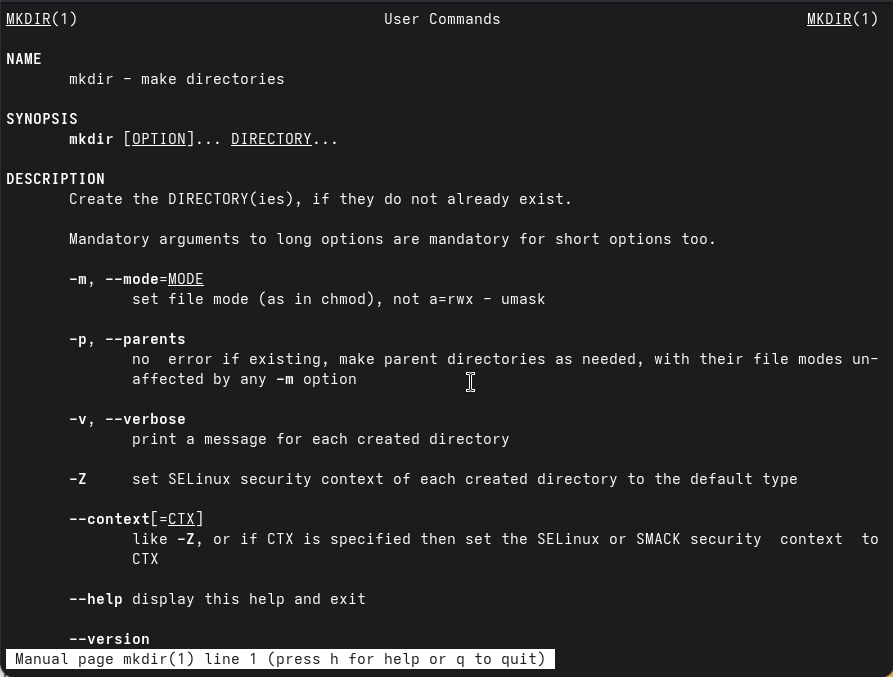 MKDIR(1) User Commands MKDIR(1)
NAME
mkdir - make directories
SYNOPSIS
mkdir [OPTION]... DIRECTORY...
DESCRIPTION
Create the DIRECTORY(ies), if they do not already exist.
Mandatory arguments to long options are mandatory for short options too.
-m, --mode=MODE
set file mode (as in chmod), not a=rwx - umask
-p, --parents
no  error if existing, make parent directories as needed, with their file modes un-
affected by any -m option
-v, --verbose
print a message for each created directory
-Z set SELinux security context of each created directory to the default type
--context[=CTX]
like -Z, or if CTX is specified then set the SELinux or SMACK security  context  to
CTX
--help display this help and exit
--version
Manual page mkdir(1) line 1 (press h for help or q to quit)